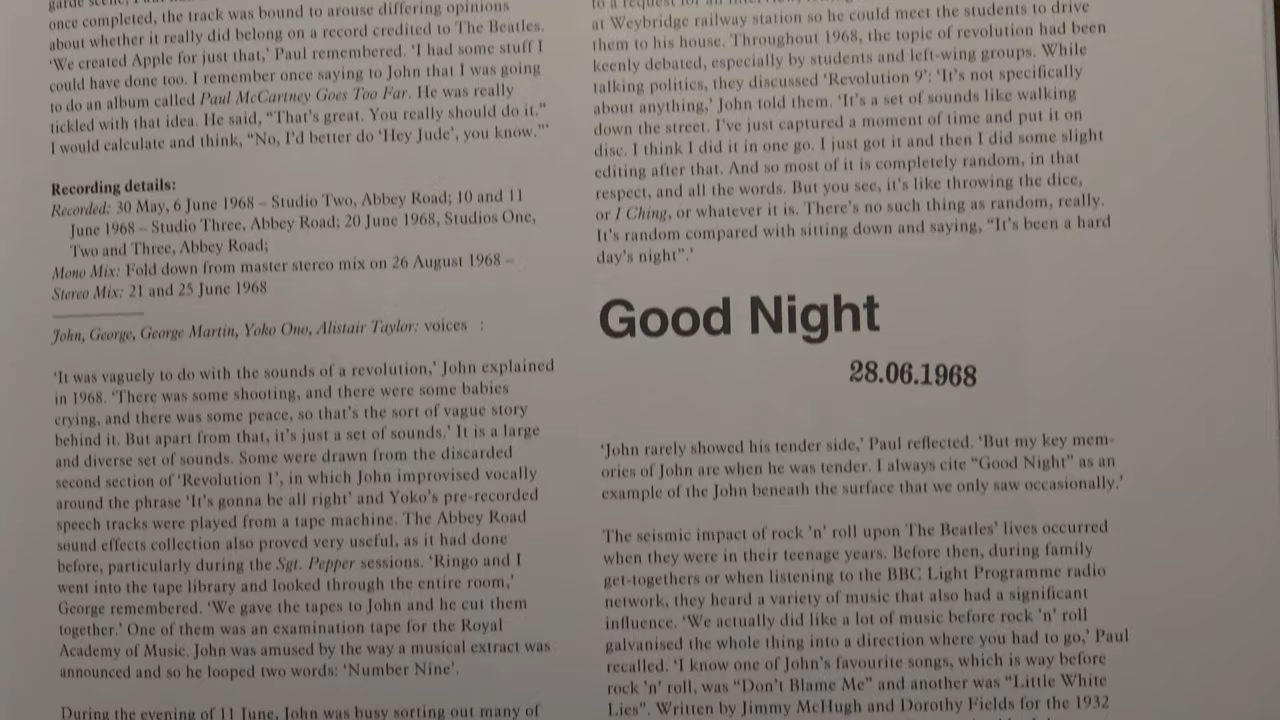 garde scene, Paul had
once completed, the track was bound to arouse differing opinions
about whether it really did belong on a record credited to The Beatles.
‘We created Apple for just that,’ Paul remembered. ‘I had some stuff I
could have done too. I remember once saying to John that I was going
to do an album called Paul McCartney Goes Too Far. He was really
tickled with that idea. He said, “That’s great. You really should do it.”
I would calculate and think, “No, I’d better do ‘Hey Jude’, you know.”’
Recording details:
Recorded: 30 May, 6 June 1968 – Studio Two, Abbey Road; 10 and 11
June 1968 – Studio Three, Abbey Road; 20 June 1968, Studios One,
Two and Three, Abbey Road;
Mono Mix: Fold down from master stereo mix on 26 August 1968 –
Stereo Mix: 21 and 25 June 1968
John, George, George Martin, Yoko Ono, Alistair Taylor: voices :
‘It was vaguely to do with the sounds of a revolution,’ John explained
in 1968. ‘There was some shooting, and there were some babies
crying, and there was some peace, so that’s the sort of vague story
behind it. But apart from that, it’s just a set of sounds.’ It is a large
and diverse set of sounds. Some were drawn from the discarded
second section of ‘Revolution 1’, in which John improvised vocally
around the phrase ‘It’s gonna be all right’ and Yoko’s pre-recorded
speech tracks were played from a tape machine. The Abbey Road
sound effects collection also proved very useful, as it had done
before, particularly during the Sgt. Pepper sessions. ‘Ringo and I
went into the tape library and looked through the entire room,’
George remembered. ‘We gave the tapes to John and he cut them
together.’ One of them was an examination tape for the Royal
Academy of Music. John was amused by the way a musical extract was
announced and so he looped two words: ‘Number Nine’.
During the evening of 11 June, John was busy sorting out many of
to a request for an interview,
at Weybridge railway station so he could meet the students to drive
them to his house. Throughout 1968, the topic of revolution had been
keenly debated, especially by students and left-wing groups. While
talking politics, they discussed ‘Revolution 9’: ‘It’s not specifically
about anything,’ John told them. ‘It’s a set of sounds like walking
down the street. I’ve just captured a moment of time and put it on
disc. I think I did it in one go. I just got it and then I did some slight
editing after that. And so most of it is completely random, in that
respect, and all the words. But you see, it’s like throwing the dice,
or I Ching, or whatever it is. There’s no such thing as random, really.
It’s random compared with sitting down and saying, “It’s been a hard
day’s night”.’
Good Night
28.06.1968
‘John rarely showed his tender side,’ Paul reflected. ‘But my key mem-
ories of John are when he was tender. I always cite “Good Night” as an
example of the John beneath the surface that we only saw occasionally.’
The seismic impact of rock ’n’ roll upon The Beatles’ lives occurred
when they were in their teenage years. Before then, during family
get-togethers or when listening to the BBC Light Programme radio
network, they heard a variety of music that also had a significant
influence. ‘We actually did like a lot of music before rock ’n’ roll
galvanised the whole thing into a direction where you had to go,’ Paul
recalled. ‘I know one of John’s favourite songs, which is way before
rock ’n’ roll, was “Don’t Blame Me” and another was “Little White
Lies”. Written by Jimmy McHugh and Dorothy Fields for the 1932